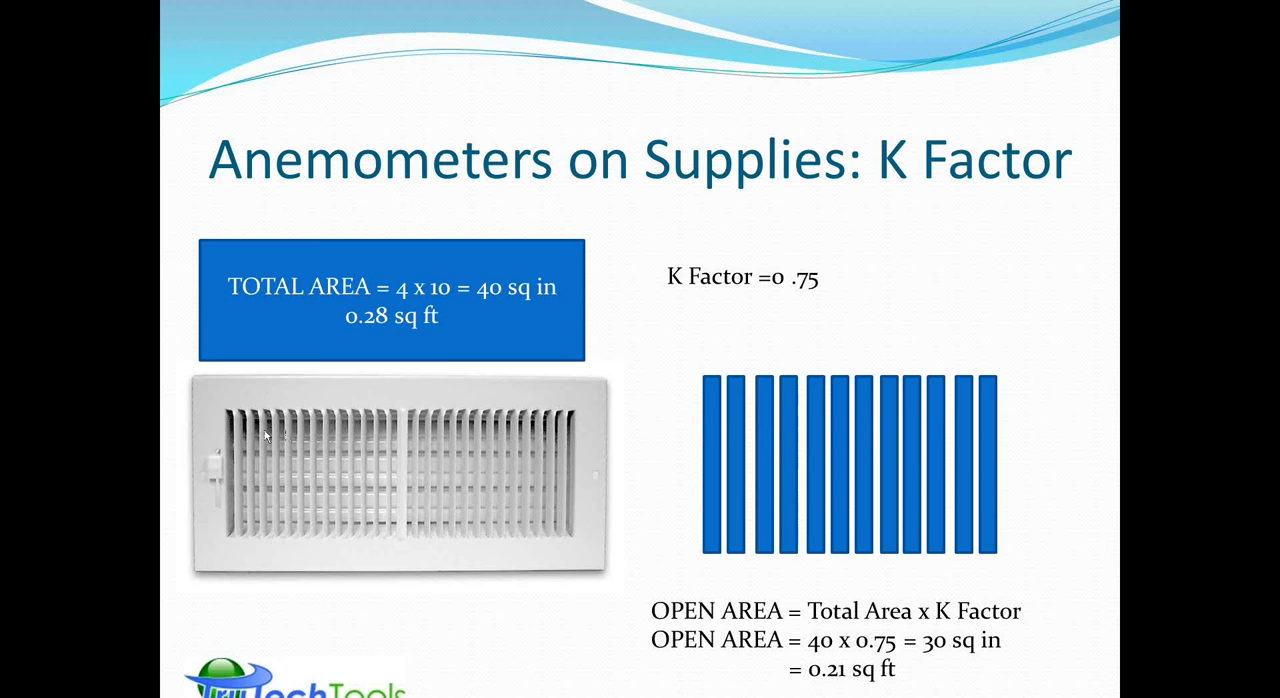 Anemometers on Supplies: K Factor
TOTAL AREA = 4 x 10 = 40 sq in
0.28 sq ft
K Factor =0 .75
OPEN AREA = Total Area x K Factor
OPEN AREA = 40 x 0.75 = 30 sq in
= 0.21 sq ft
TruTechTools